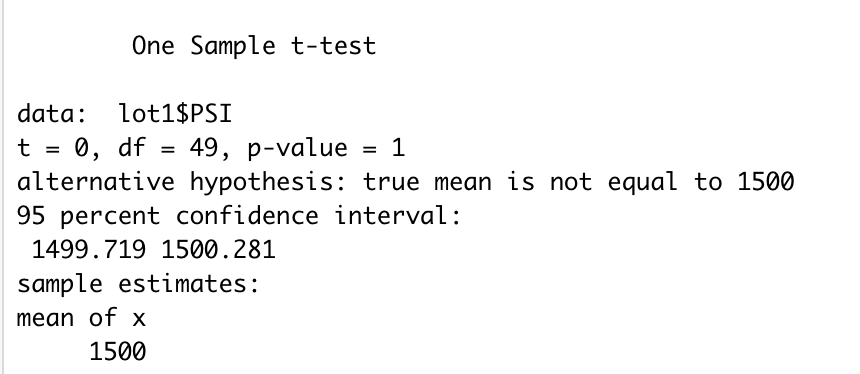 One Sample t-test
data:  lot1$PSI
t = 0, df = 49, p-value = 1
alternative hypothesis: true mean is not equal to 1500
95 percent confidence interval:
 1499.719 1500.281
sample estimates:
mean of x
     1500